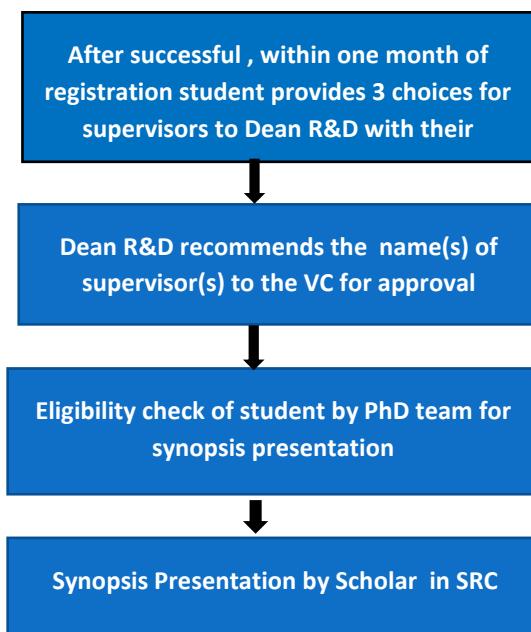 After successful , within one month of
registration student provides 3 choices for
supervisors to Dean R&D with their
Dean R&D recommends the name(s) of
supervisor(s) to the VC for approval
Eligibility check of student by PhD team for
synopsis presentation
Synopsis Presentation by Scholar in SRC